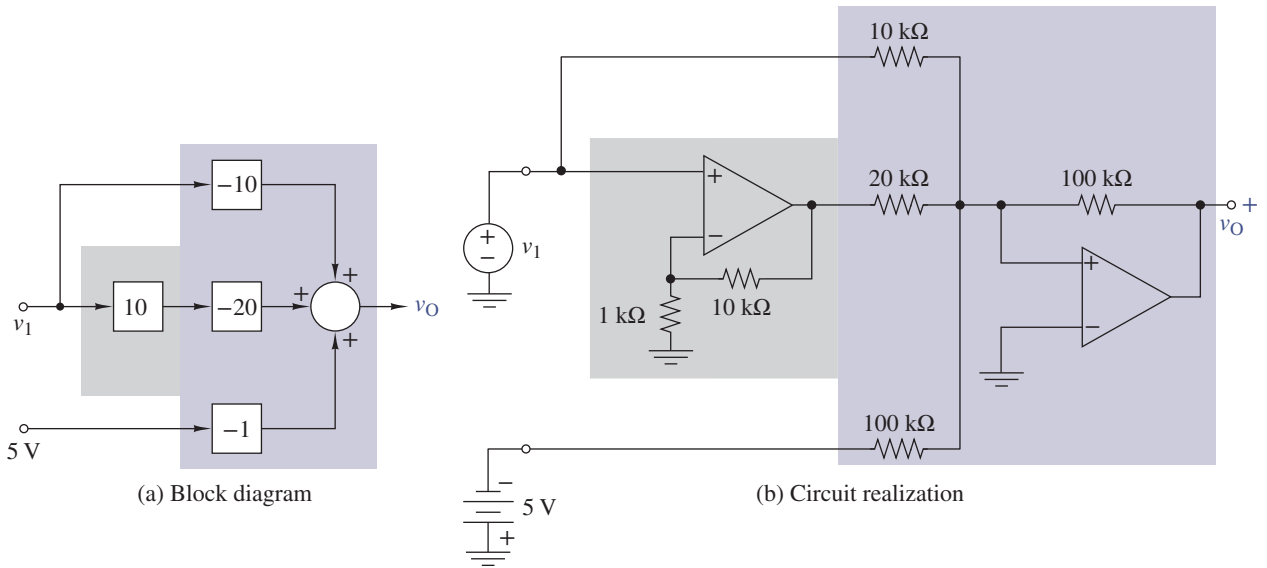 −10
10
−20
−1
+
+
+
v1
5 V
vO
(a) Block diagram
10 kΩ
20 kΩ
100 kΩ
100 kΩ
+
−
10 kΩ
1 kΩ
+
−
v1
+
−
+
vO
−
5 V
+
(b) Circuit realization